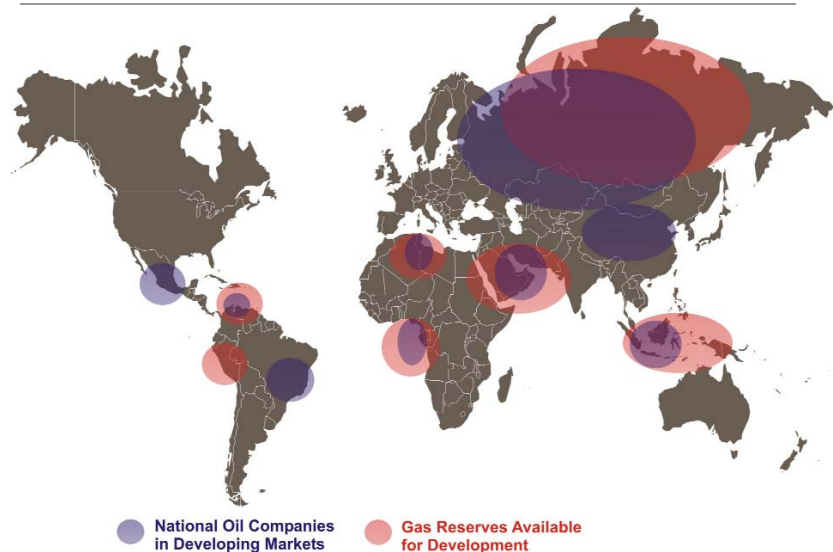 National Oil Companies
in Developing Markets
Gas Reserves Available
for Development